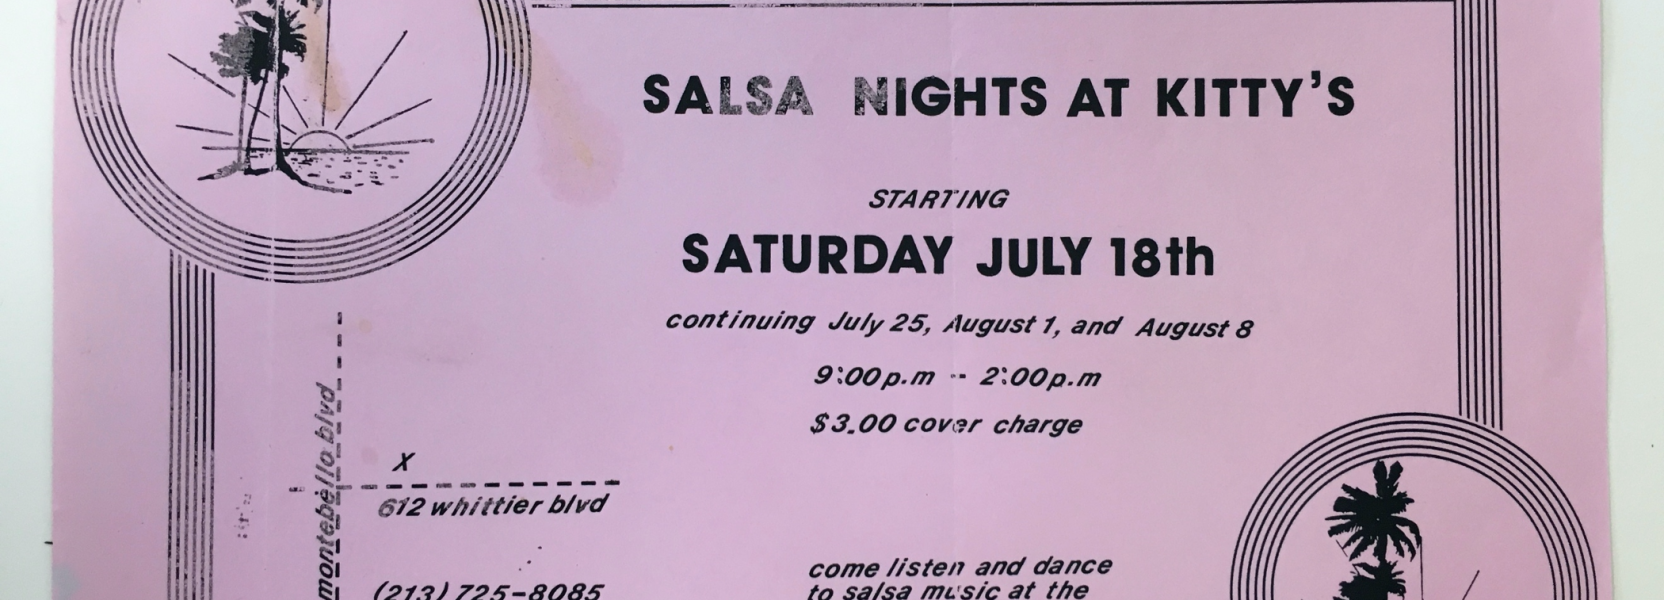 SALSA NIGHTS AT KITTY'S
STARTING
SATURDAY JULY 18th
continuing July 25, August 1, and August 8
9:00p.m -- 2:00p.m
$3.00 cover charge
montebello blvd
X
612 whittier blvd
(213) 725-8085
come listen and dance
to salsa music at the